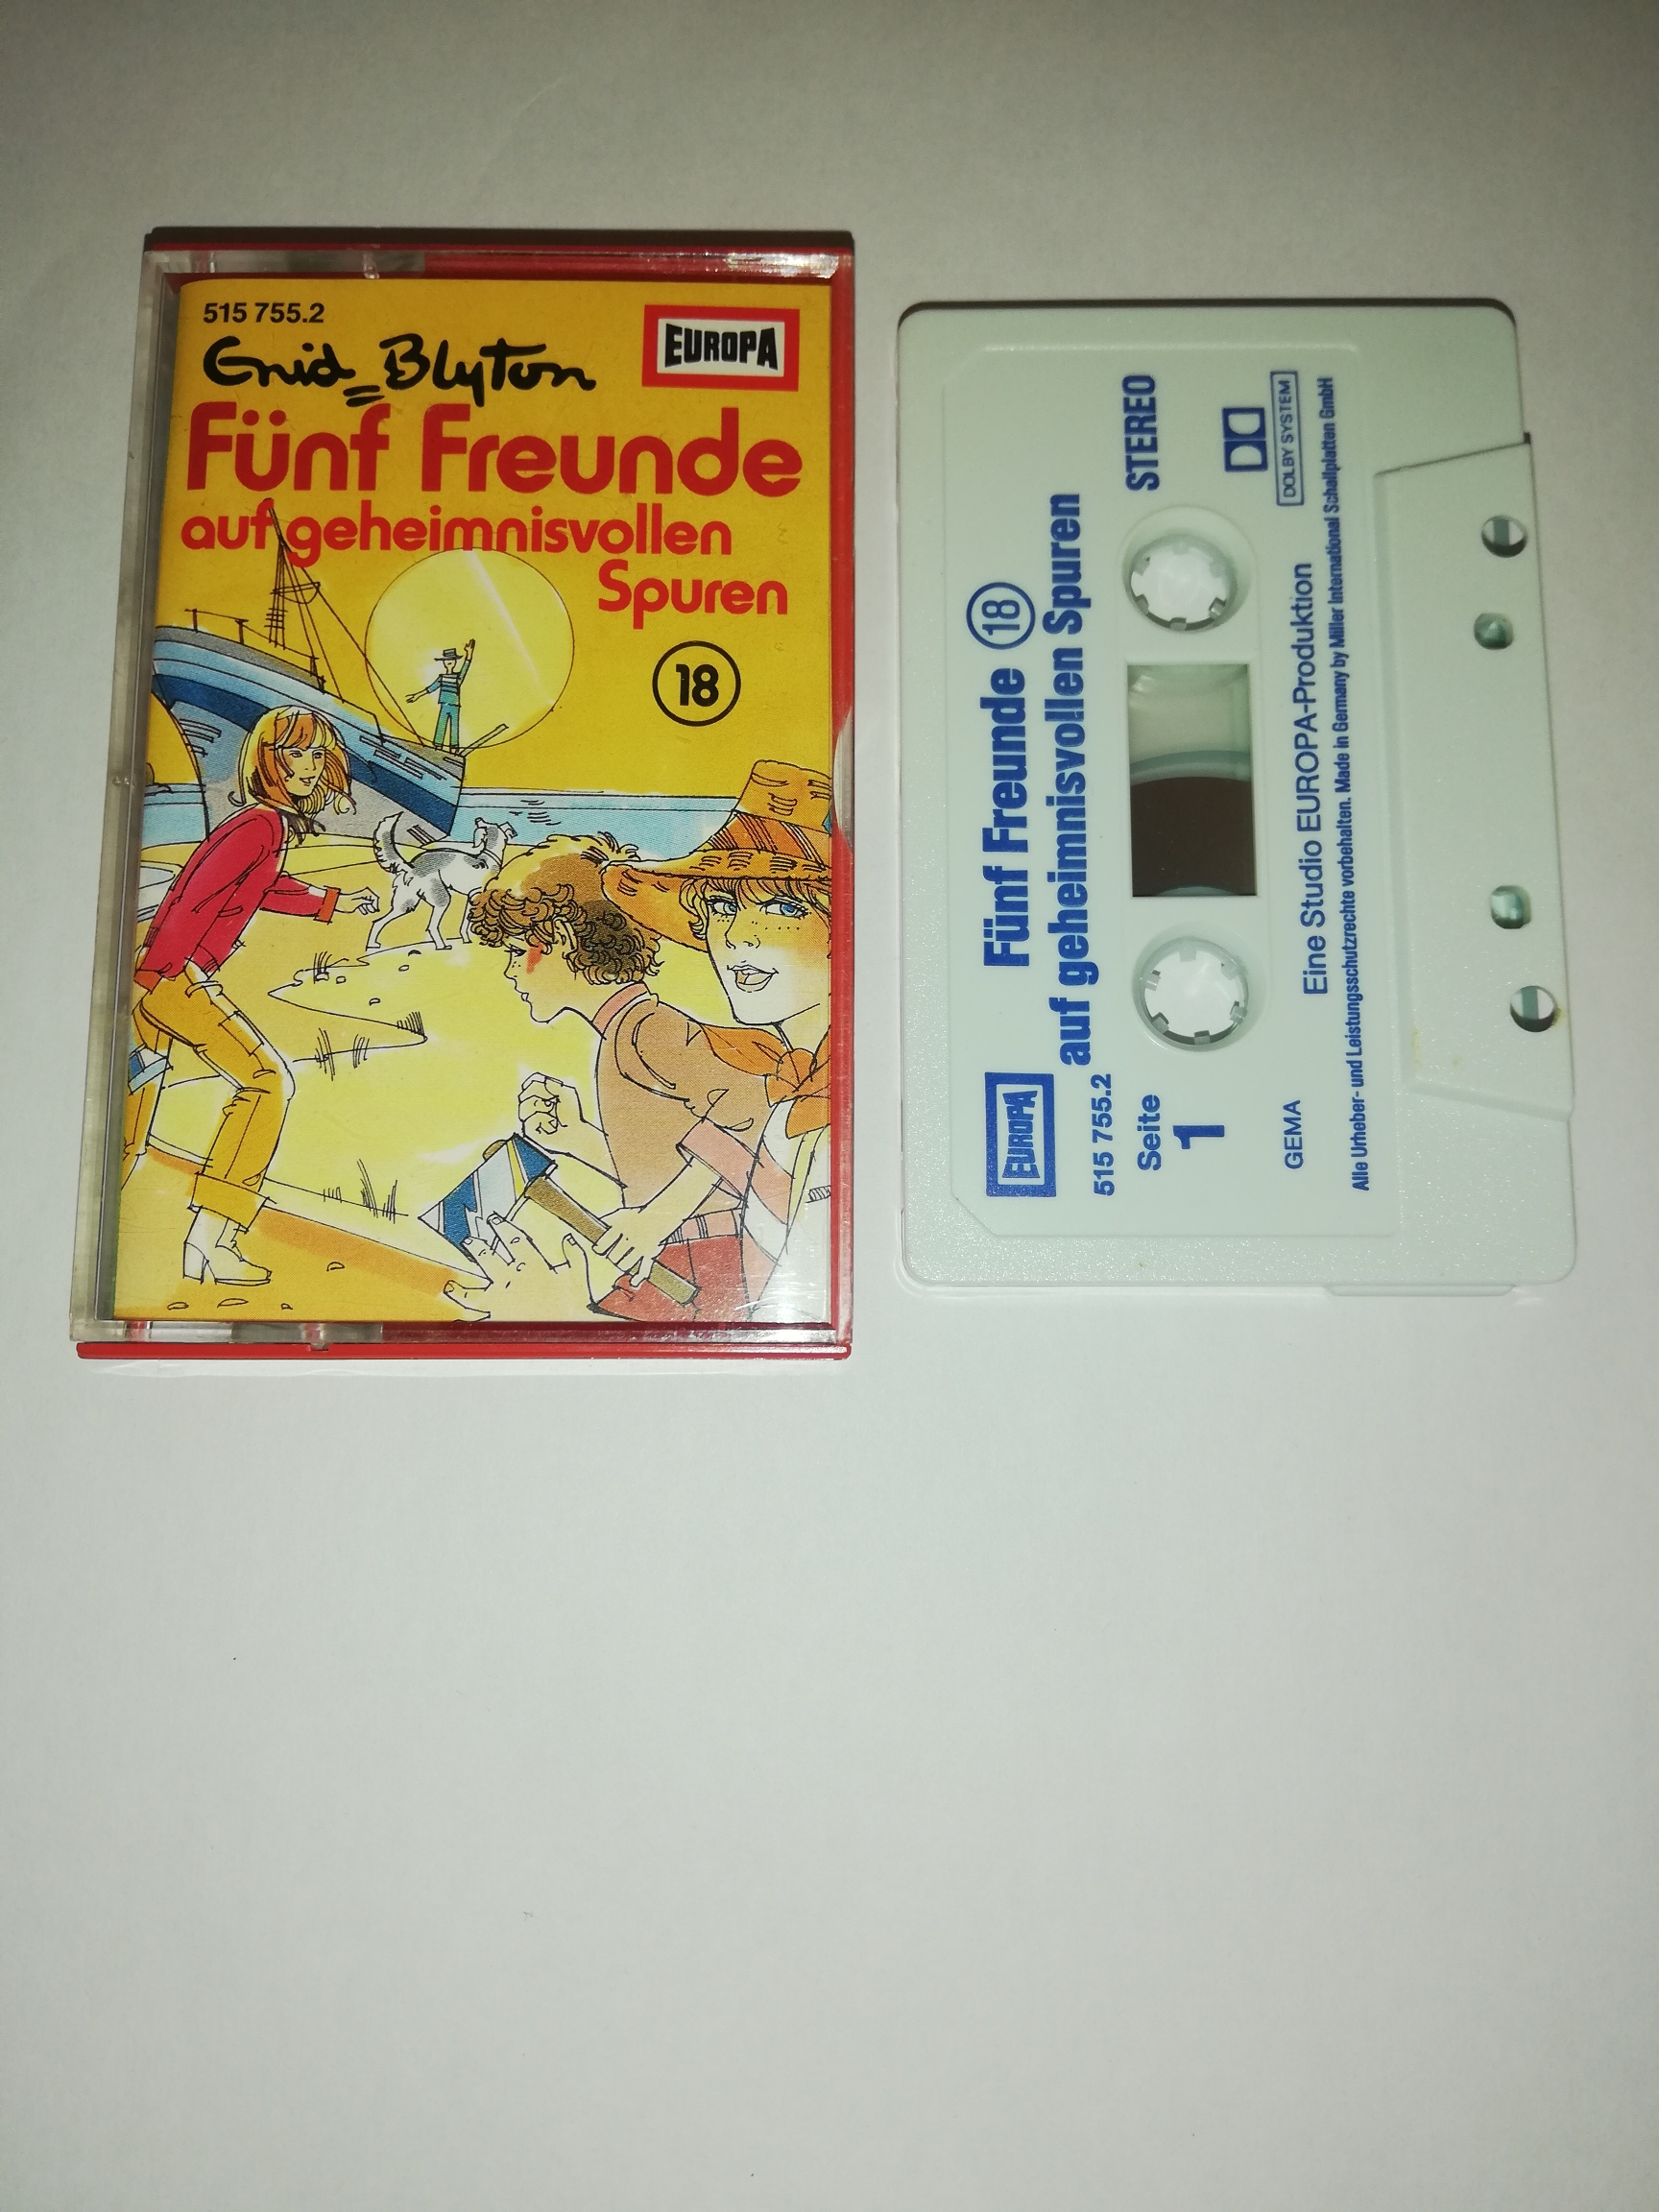 515 755.2
EUROPA
Enid Blyton
Fünf Freunde
auf geheimnisvollen
Spuren
18
EUROPA
Fünf Freunde 18
auf geheimnisvollen Spuren
515 755.2
Seite
1
STEREO
DOLBY SYSTEM
GEMA
Eine Studio EUROPA-Produktion
Alle Urheber- und Leistungsschutzrechte vorbehalten. Made in Germany by Miller International Schallplatten GmbH